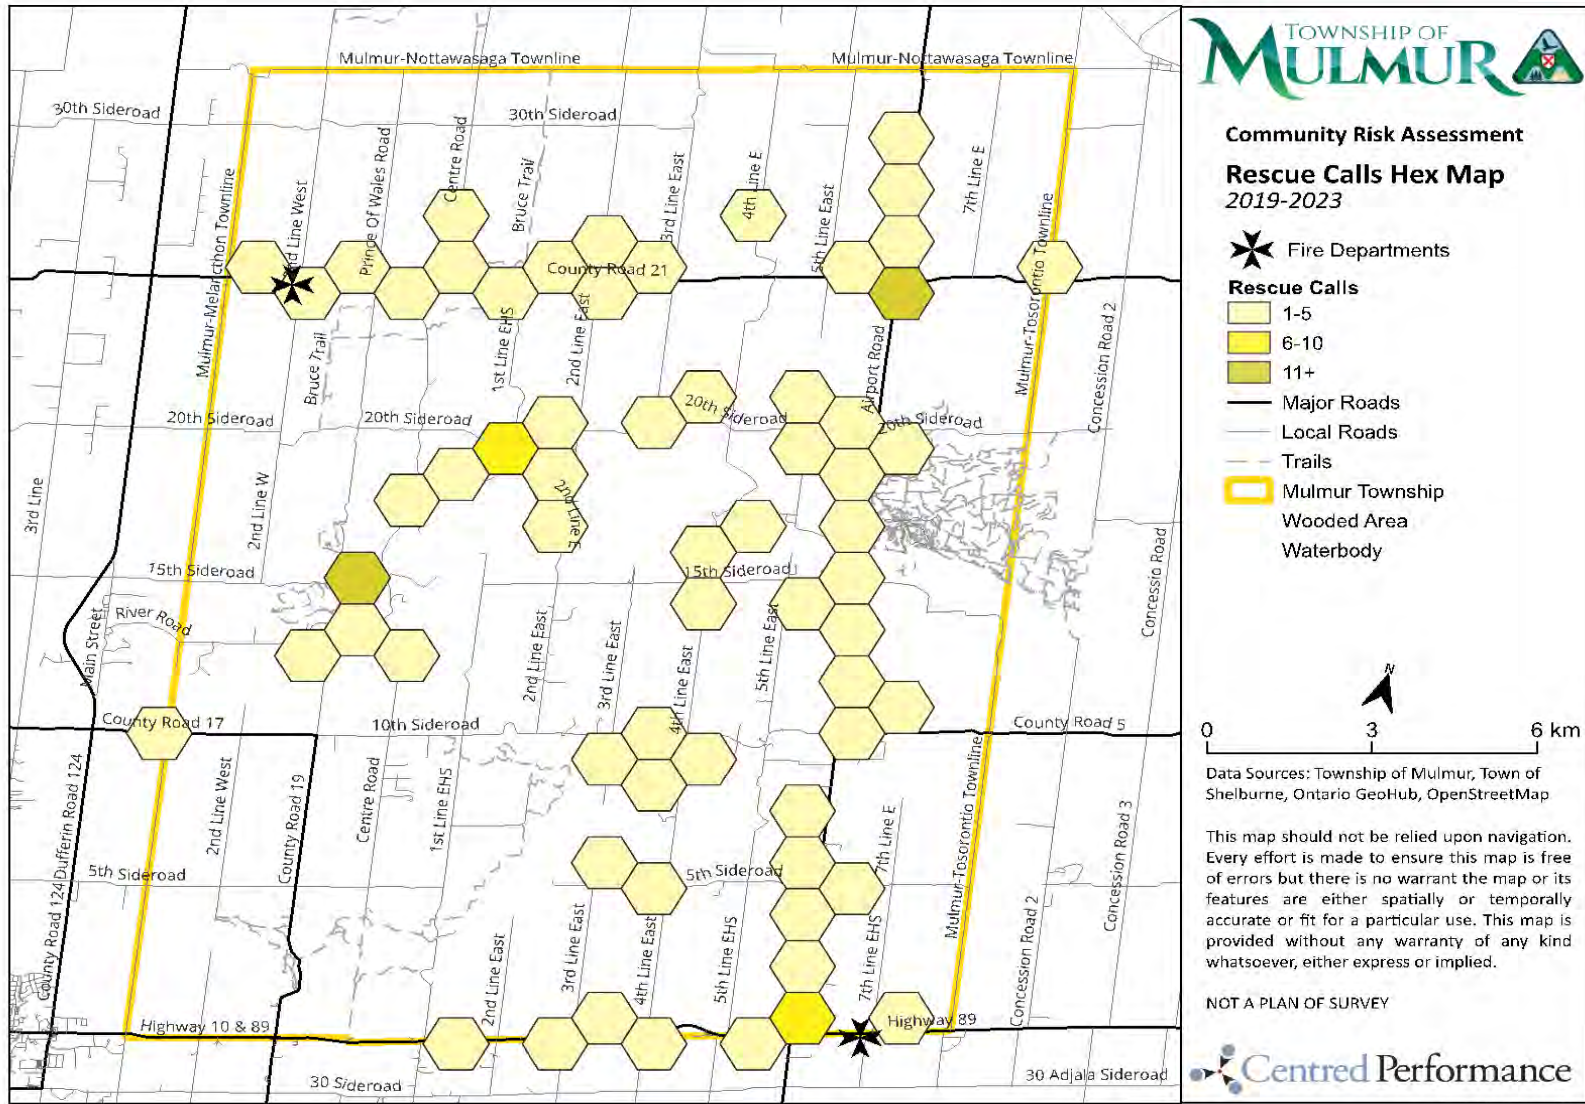 Mulmur-Nottawasaga Township
Mulmur-Nottawasaga Townline
30th Sideroad
30th Sideroad
Centre Road
Prince Of Wales Road
Bruce Trail
3rd Line East
4th Line E
5th Line East
7th Line E
Mulmur-Melancthon Townline
County Road 21
Mulmur-Tosorontio Townline
Concession Road 2
Bruce Trail
1st Line EHS
2nd Line East
Airport Road
20th Sideroad
20th Sideroad
20th Sideroad
20th Sideroad
3rd Line
2nd Line W
2nd Line E
15th Sideroad
15th Sideroad
River Road
Main Street
2nd Line East
3rd Line East
4th Line East
5th Line East
Concessio Road
County Road 17
10th Sideroad
County Road 5
County Road 124
Dufferin Road 124
2nd Line West
County Road 19
Centre Road
1st Line EHS
7th Line E
Mulmur-Tosorontio Townline
Concession Road 3
5th Sideroad
5th Sideroad
2nd Line East
3rd Line East
4th Line East
5th Line EHS
7th Line EHS
Concession Road 2
Highway 10 & 89
Highway 89
30 Sideroad
30 Adjala Sideroad
TOWNSHIP OF
MULMUR
Community Risk Assessment
Rescue Calls Hex Map
2019-2023
Fire Departments
Rescue Calls
1-5
6-10
11+
Major Roads
Local Roads
Trails
Mulmur Township
Wooded Area
Waterbody
N
0 3 6 km
Data Sources: Township of Mulmur, Town of
Shelburne, Ontario GeoHub, OpenStreetMap
This map should not be relied upon navigation.
Every effort is made to ensure this map is free
of errors but there is no warrant the map or its
features are either spatially or temporally
accurate or fit for a particular use. This map is
provided without any warranty of any kind
whatsoever, either express or implied.
NOT A PLAN OF SURVEY
Centred Performance